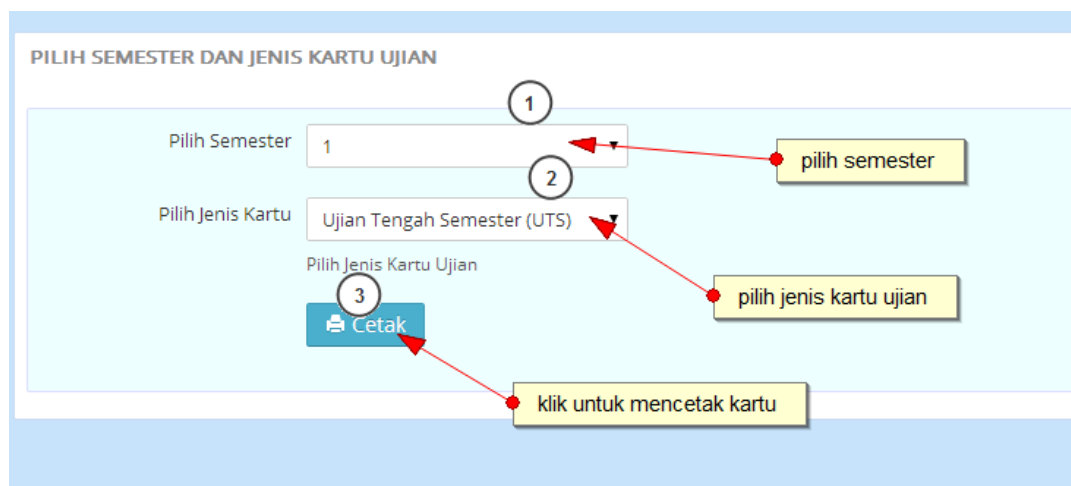 PILIH SEMESTER DAN JENIS KARTU UJIAN
1
Pilih Semester
1
pilih semester
2
Pilih Jenis Kartu
Ujian Tengah Semester (UTS)
Pilih Jenis Kartu Ujian
pilih jenis kartu ujian
3
Cetak
klik untuk mencetak kartu